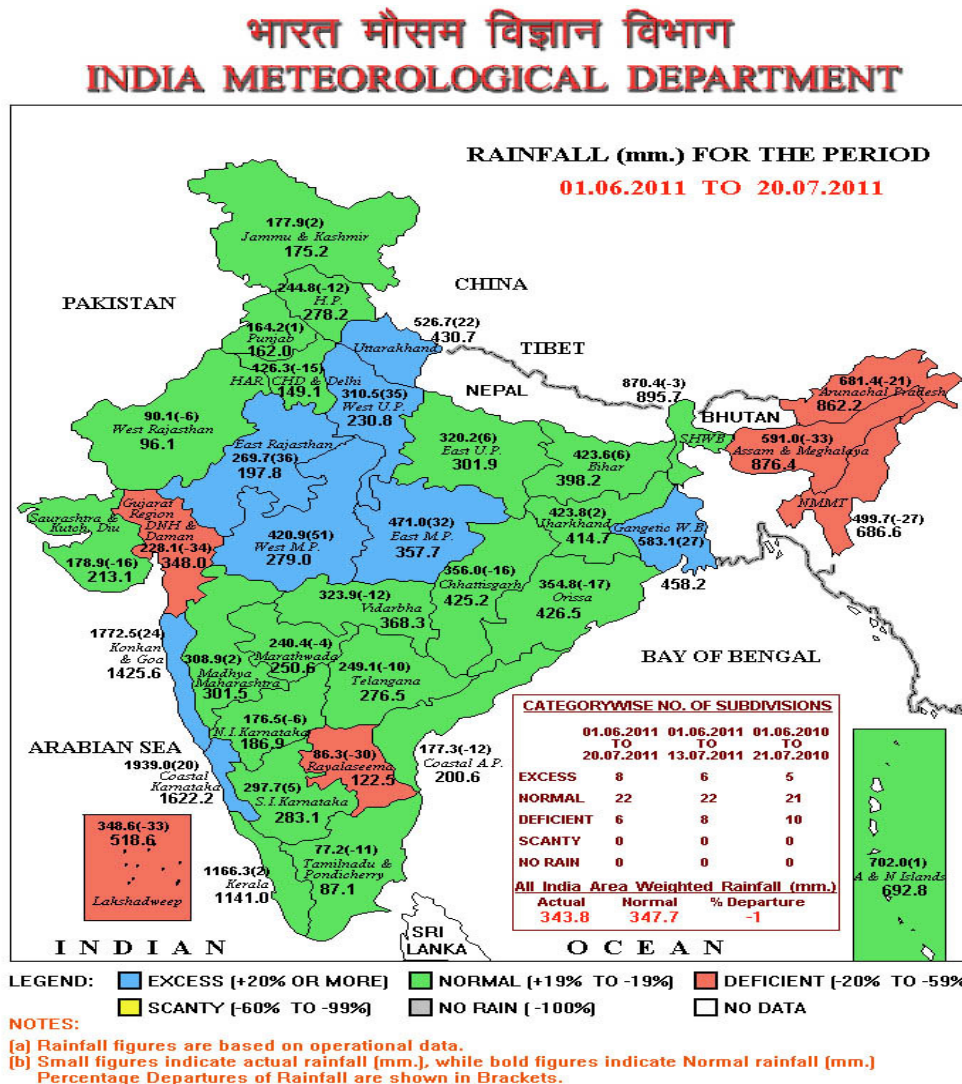 भारत मौसम विज्ञान विभाग
INDIA METEOROLOGICAL DEPARTMENT
RAINFALL (mm.) FOR THE PERIOD
01.06.2011 TO 20.07.2011
177.9(2)
Jammu & Kashmir
175.2
244.8(-12)
H.P.
278.2
CHINA
PAKISTAN
164.2(1)
Punjab
162.0
526.7(22)
430.7
Uttarakhand
TIBET
126.3(-15)
HAR CHD & Delhi
149.1
310.5(35)
West U.P.
230.8
NEPAL
870.4(-3)
895.7
BHUTAN
SHWB
681.4(-21)
Arunachal Pradesh
862.2
90.1(-6)
West Rajasthan
96.1
East Rajasthan
269.7(36)
197.8
320.2(6)
East U.P.
301.9
423.6(6)
Bihar
398.2
591.0(-33)
Assam & Meghalaya
876.4
NMMT
499.7(-27)
686.6
Saurashtra &
Kutch, Diu
178.9(-16)
213.1
Gujarat
Region
DNH &
Daman
228.1(-34)
348.0
420.9(51)
West M.P.
279.0
471.0(32)
East M.P.
357.7
423.8(2)
Jharkhand
414.7
Gangetic W.B.
583.1(27)
458.2
356.0(-16)
Chhattisgarh
425.2
354.8(-17)
Orissa
426.5
323.9(-12)
Vidarbha
368.3
1772.5(24)
Konkan
& Goa
1425.6
308.9(2)
Madhya
Maharashtra
301.5
240.4(-4)
Marathwada
250.6
249.1(-10)
Telangana
276.5
BAY OF BENGAL
176.5(-6)
N.I.Karnataka
186.9
ARABIAN SEA
1939.0(20)
Coastal
Karnataka
1622.2
86.3(-30)
Rayalaseema
122.5
177.3(-12)
Coastal A.P.
200.6
297.7(5)
S.I.Karnataka
283.1
348.6(-33)
518.6
Lakshadweep
1166.3(2)
Kerala
1141.0
77.2(-11)
Tamilnadu &
Pondicherry
87.1
702.0(1)
A & N Islands
692.8
CATEGORYWISE NO. OF SUBDIVISIONS
01.06.2011 01.06.2011 01.06.2010
TO TO TO
20.07.2011 13.07.2011 21.07.2010
EXCESS 8 6 5
NORMAL 22 22 21
DEFICIENT 6 8 10
SCANTY 0 0 0
NO RAIN 0 0 0
All India Area Weighted Rainfall (mm.)
Actual Normal % Departure
343.8 347.7 -1
SRI
LANKA
INDIAN OCEAN
LEGEND: EXCESS (+20% OR MORE) NORMAL (+19% TO -19%) DEFICIENT (-20% TO -59%
SCANTY (-60% TO -99%) NO RAIN (-100%) NO DATA
NOTES:
(a) Rainfall figures are based on operational data.
(b) Small figures indicate actual rainfall (mm.), while bold figures indicate Normal rainfall (mm.)
Percentage Departures of Rainfall are shown in Brackets.